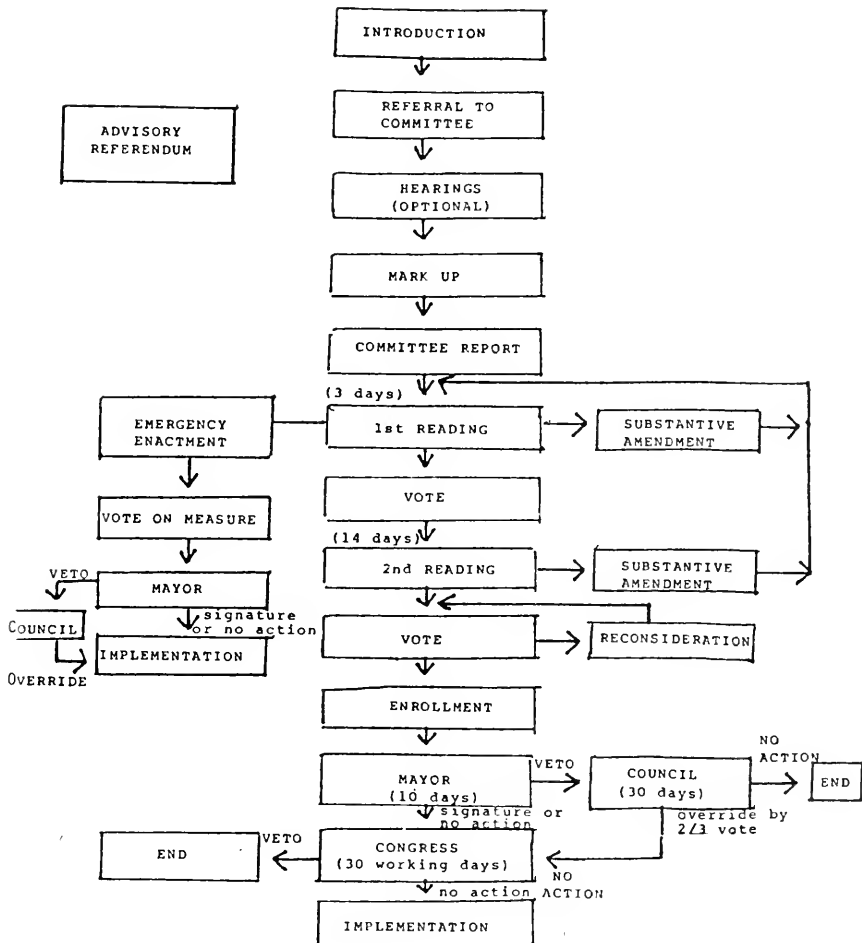 INTRODUCTION
REFERRAL TO
COMMITTEE
ADVISORY
REFERENDUM
HEARINGS
(OPTIONAL)
MARK UP
COMMITTEE REPORT
(3 days)
EMERGENCY
ENACTMENT
1st READING
SUBSTANTIVE
AMENDMENT
VOTE ON MEASURE
VOTE
(14 days)
2nd READING
SUBSTANTIVE
AMENDMENT
VETO
MAYOR
signature
or no action
COUNCIL
OVERRIDE
IMPLEMENTATION
VOTE
RECONSIDERATION
ENROLLMENT
MAYOR
(10 days)
VETO
COUNCIL
(30 days)
NO
ACTION
END
signature or
no action
override by
2/3 vote
END
VETO
CONGRESS
(30 working days)
NO
ACTION
no action
IMPLEMENTATION